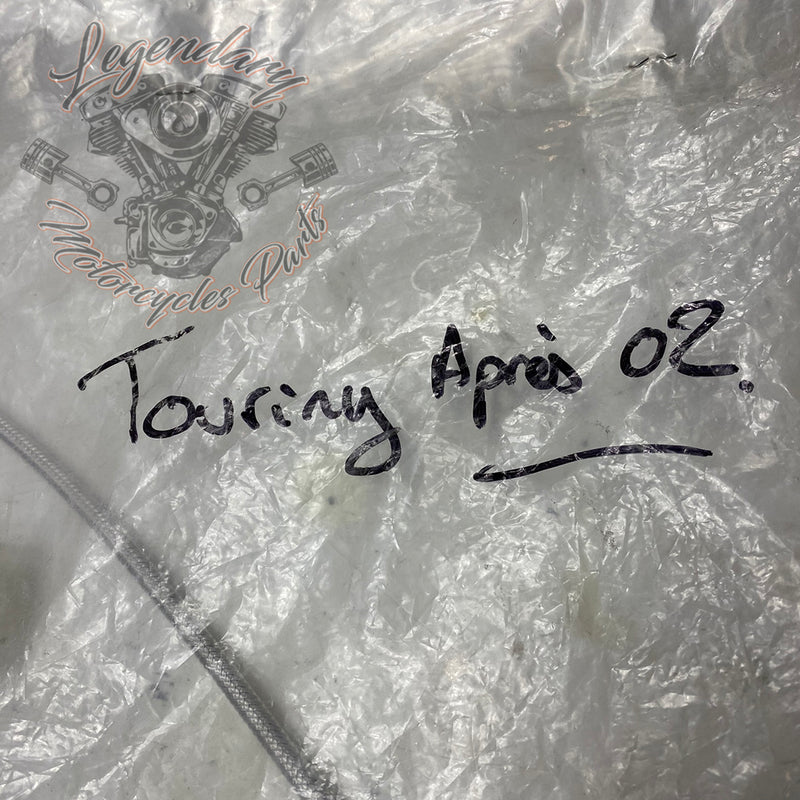 Legendary
Motorcycles Parts
Touring Après 02.